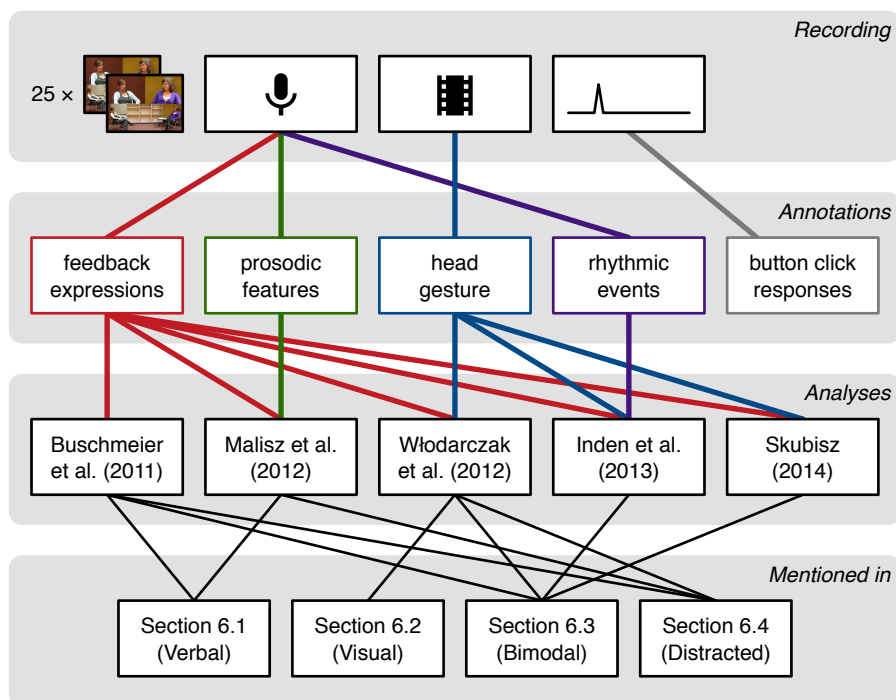 Recording
25 ×
Annotations
feedback
expressions
prosodic
features
head
gesture
rhythmic
events
button click
responses
Analyses
Buschmeier
et al. (2011)
Malisz et al.
(2012)
Włodarczak
et al. (2012)
Inden et al.
(2013)
Skubisz
(2014)
Mentioned in
Section 6.1
(Verbal)
Section 6.2
(Visual)
Section 6.3
(Bimodal)
Section 6.4
(Distracted)